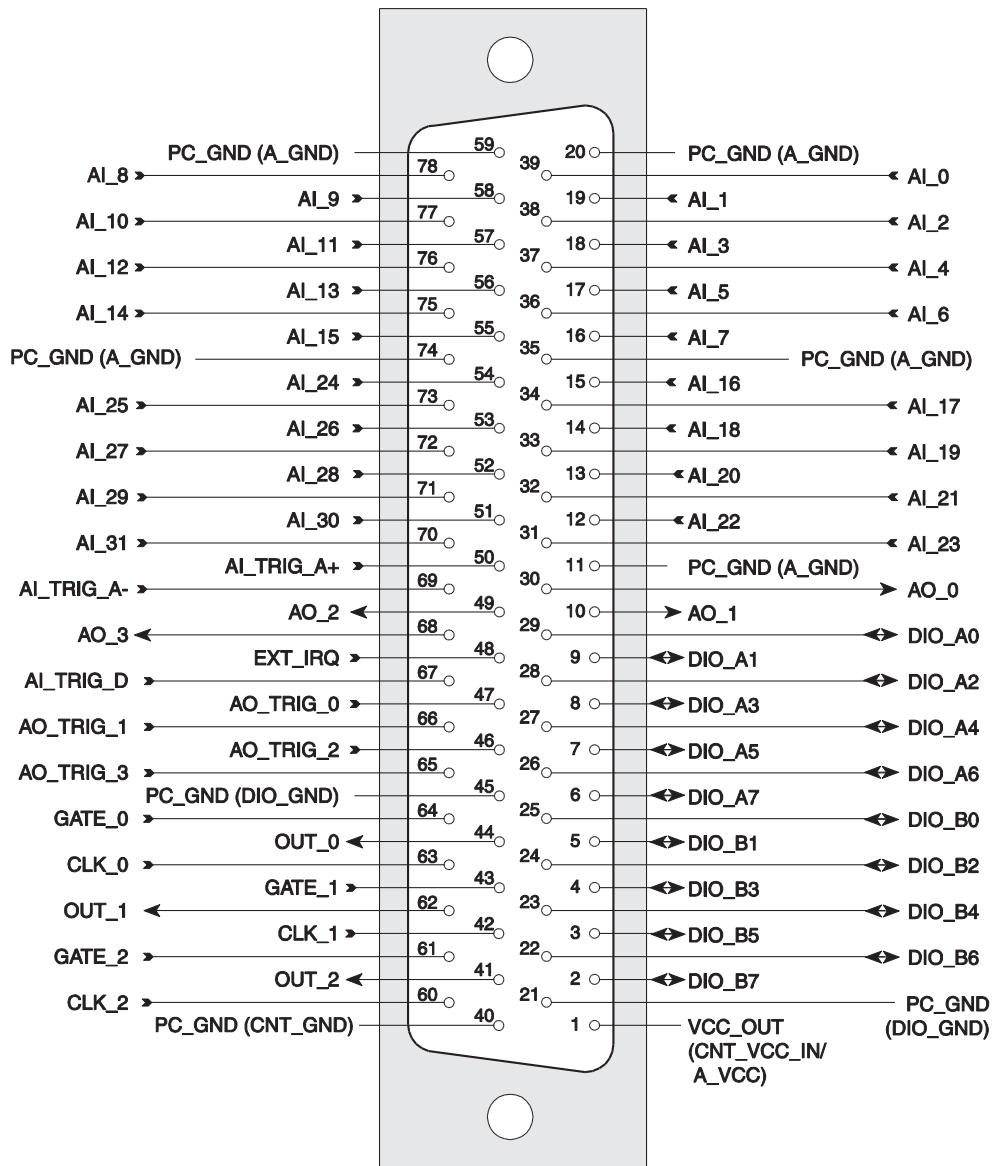 PC_GND (A_GND) 59 20 PC_GND (A_GND)
AI_8 78 39 AI_0
AI_9 58 19 AI_1
AI_10 77 38 AI_2
AI_11 57 18 AI_3
AI_12 76 37 AI_4
AI_13 56 17 AI_5
AI_14 75 36 AI_6
AI_15 55 16 AI_7
PC_GND (A_GND) 74 35 PC_GND (A_GND)
AI_24 54 15 AI_16
AI_25 73 34 AI_17
AI_26 53 14 AI_18
AI_27 72 33 AI_19
AI_28 52 13 AI_20
AI_29 71 32 AI_21
AI_30 51 12 AI_22
AI_31 70 31 AI_23
AI_TRIG_A+ 50 11 PC_GND (A_GND)
AI_TRIG_A- 69 30 AO_0
AO_2 49 10 AO_1
AO_3 68 29 DIO_A0
EXT_IRQ 48 9 DIO_A1
AI_TRIG_D 67 28 DIO_A2
AO_TRIG_0 47 8 DIO_A3
AO_TRIG_1 66 27 DIO_A4
AO_TRIG_2 46 7 DIO_A5
AO_TRIG_3 65 26 DIO_A6
PC_GND (DIO_GND) 45 6 DIO_A7
GATE_0 64 25 DIO_B0
OUT_0 44 5 DIO_B1
CLK_0 63 24 DIO_B2
GATE_1 43 4 DIO_B3
OUT_1 62 23 DIO_B4
CLK_1 42 3 DIO_B5
GATE_2 61 22 DIO_B6
OUT_2 41 2 DIO_B7
CLK_2 60 21 PC_GND
(DIO_GND)
PC_GND (CNT_GND) 40 1 VCC_OUT
(CNT_VCC_IN/
A_VCC)